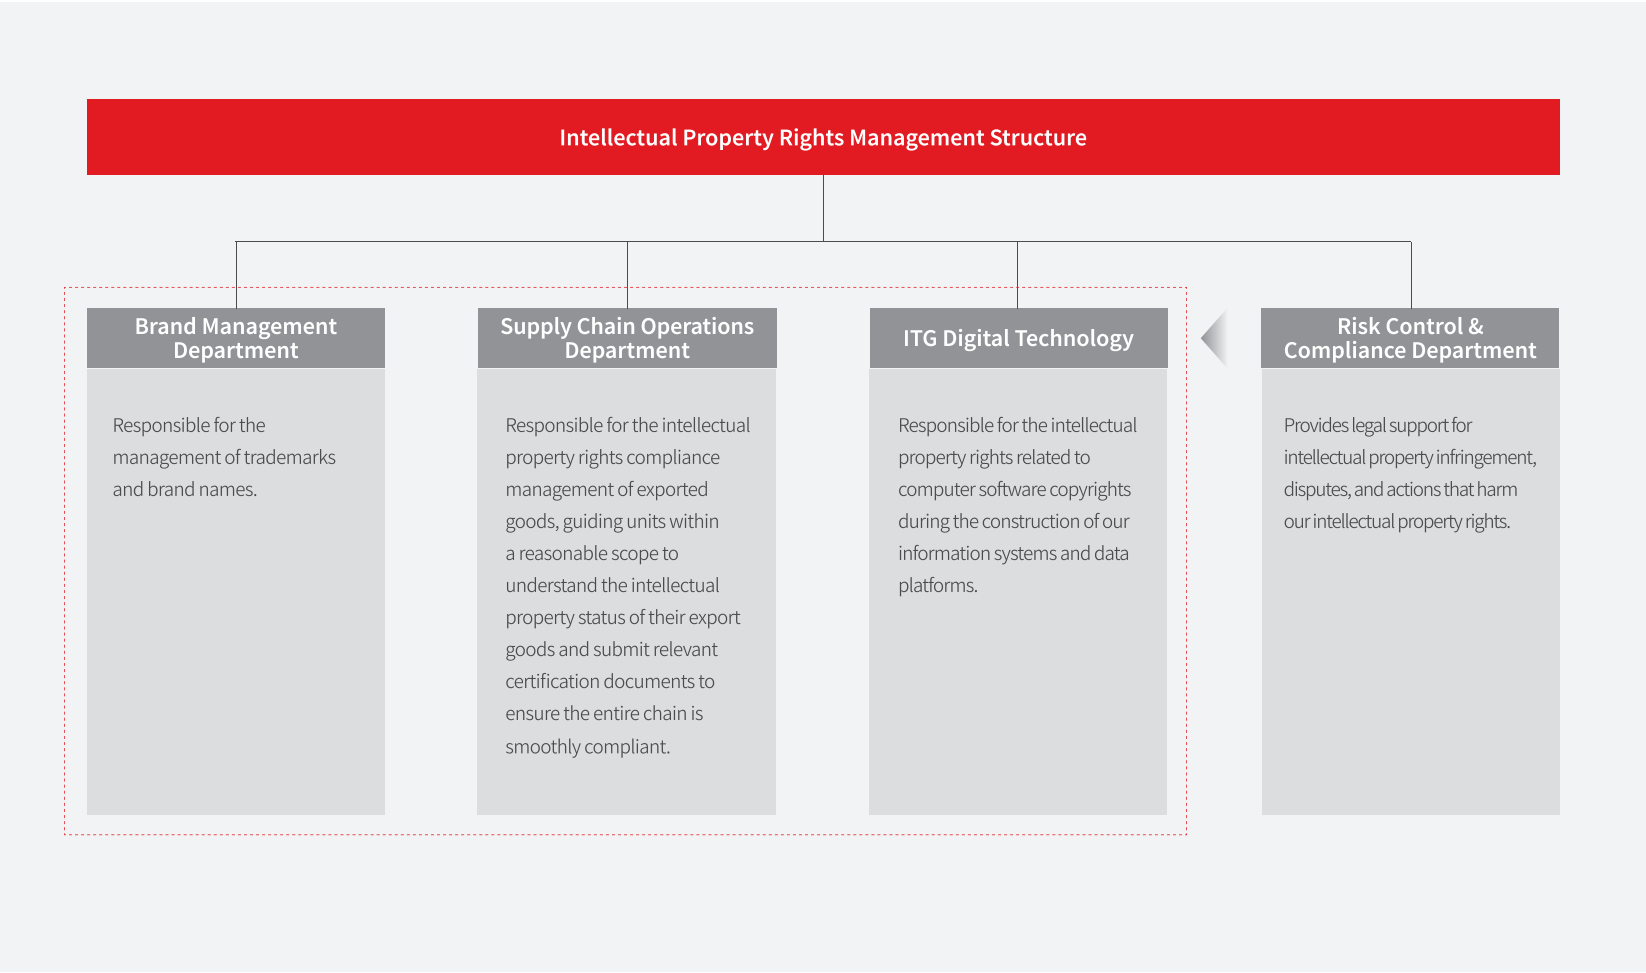 Intellectual Property Rights Management Structure
Brand Management
Department
Responsible for the
management of trademarks
and brand names.
Supply Chain Operations
Department
Responsible for the intellectual
property rights compliance
management of exported
goods, guiding units within
a reasonable scope to
understand the intellectual
property status of their export
goods and submit relevant
certification documents to
ensure the entire chain is
smoothly compliant.
ITG Digital Technology
Responsible for the intellectual
property rights related to
computer software copyrights
during the construction of our
information systems and data
platforms.
Risk Control &
Compliance Department
Provides legal support for
intellectual property infringement,
disputes, and actions that harm
our intellectual property rights.